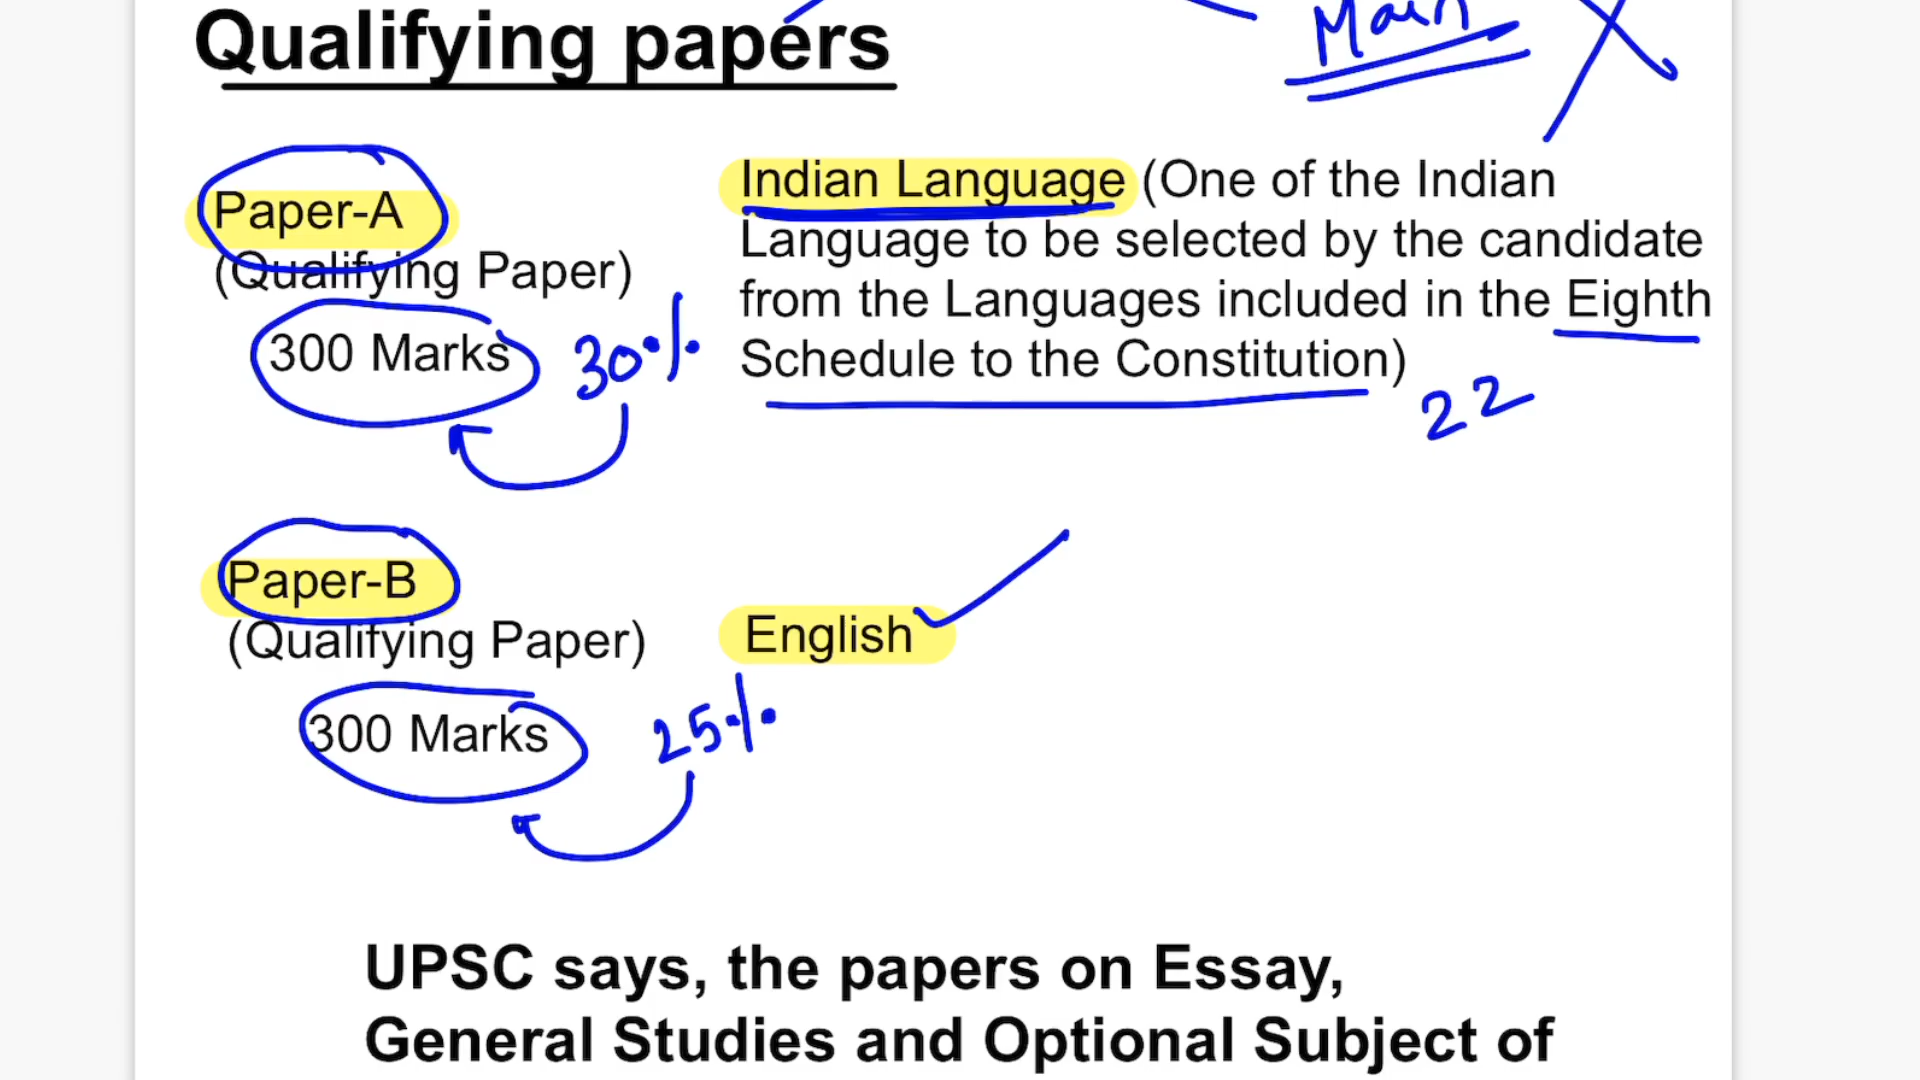 Qualifying papers
Main
Paper-A
(Qualifying Paper)
300 Marks
30%
Indian Language (One of the Indian
Language to be selected by the candidate
from the Languages included in the Eighth
Schedule to the Constitution)
22
Paper-B
(Qualifying Paper)
300 Marks
English
25%
UPSC says, the papers on Essay,
General Studies and Optional Subject of